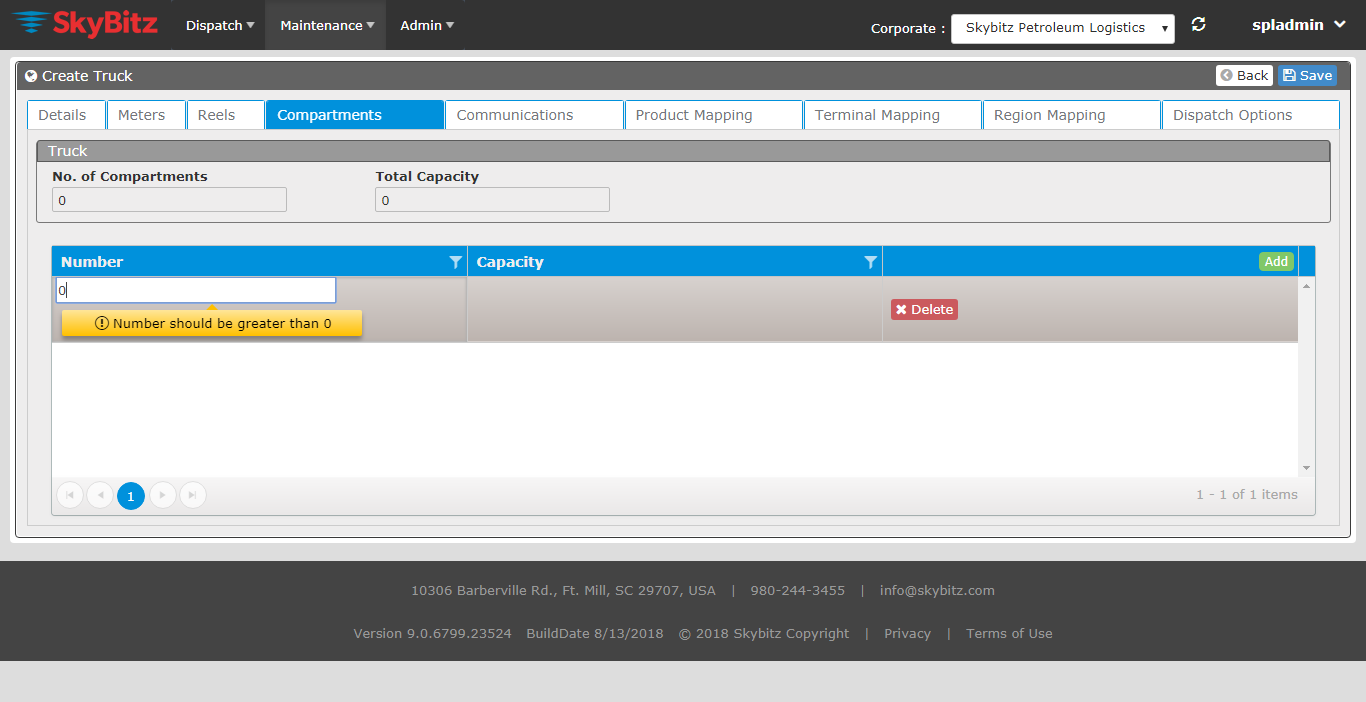 SkyBitz Dispatch Maintenance Admin Corporate : Skybitz Petroleum Logistics spladmin
Create Truck Back Save
Details Meters Reels Compartments Communications Product Mapping Terminal Mapping Region Mapping Dispatch Options
Truck
No. of Compartments Total Capacity
0 0
Number Capacity Add
0
Number should be greater than 0
Delete
1 1 - 1 of 1 items
10306 Barberville Rd., Ft. Mill, SC 29707, USA | 980-244-3455 | info@skybitz.com
Version 9.0.6799.23524 BuildDate 8/13/2018 © 2018 Skybitz Copyright | Privacy | Terms of Use